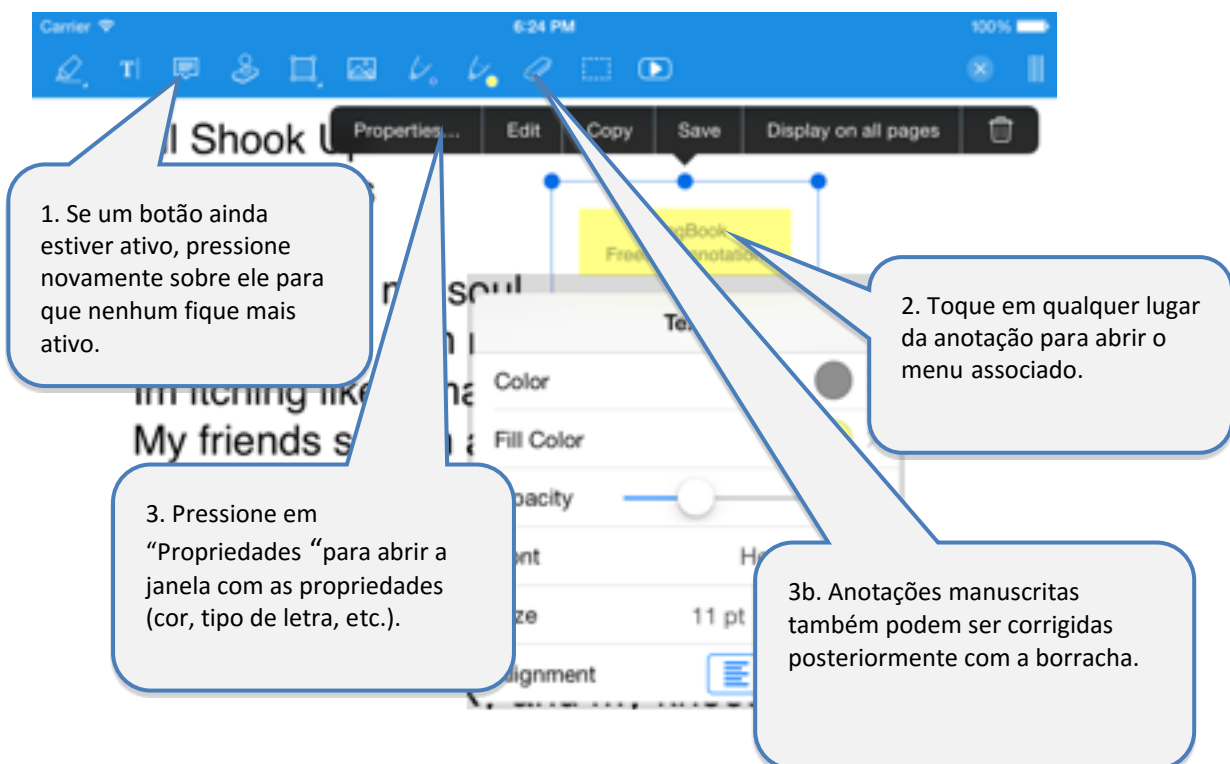 Carrier 6:24 PM 100%
Properties... Edit Copy Save Display on all pages
Shook
1. Se um botão ainda
estiver ativo, pressione
novamente sobre ele para
que nenhum fique mais
ativo.
2. Toque em qualquer lugar
da anotação para abrir o
menu associado.
soul
Color
Im itching like
My friends
Fill Color
3. Pressione em
“Propriedades “para abrir a
janela com as propriedades
(cor, tipo de letra, etc.).
11 pt
3b. Anotações manuscritas
também podem ser corrigidas
posteriormente com a borracha.